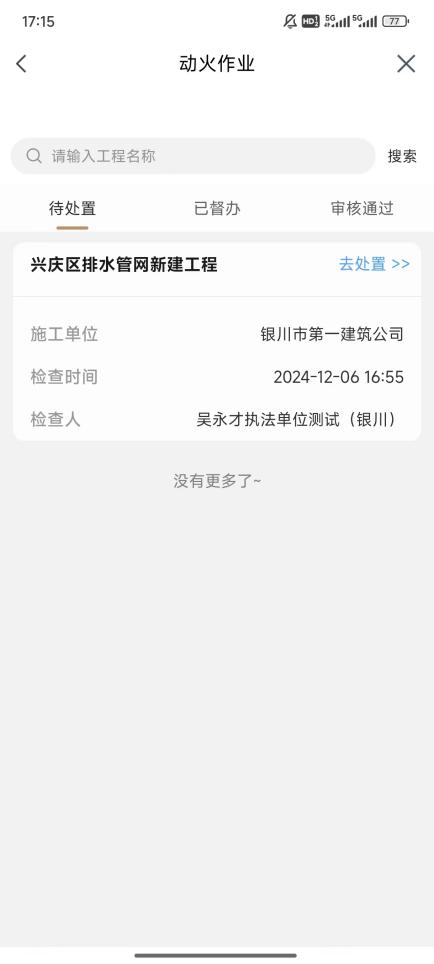 17:15
HD 5G 5G 77
动火作业
请输入工程名称
搜索
待处置 已督办 审核通过
兴庆区排水管网新建工程 去处置 >>
施工单位 银川市第一建筑公司
检查时间 2024-12-06 16:55
检查人 吴永才执法单位测试（银川）
没有更多了~